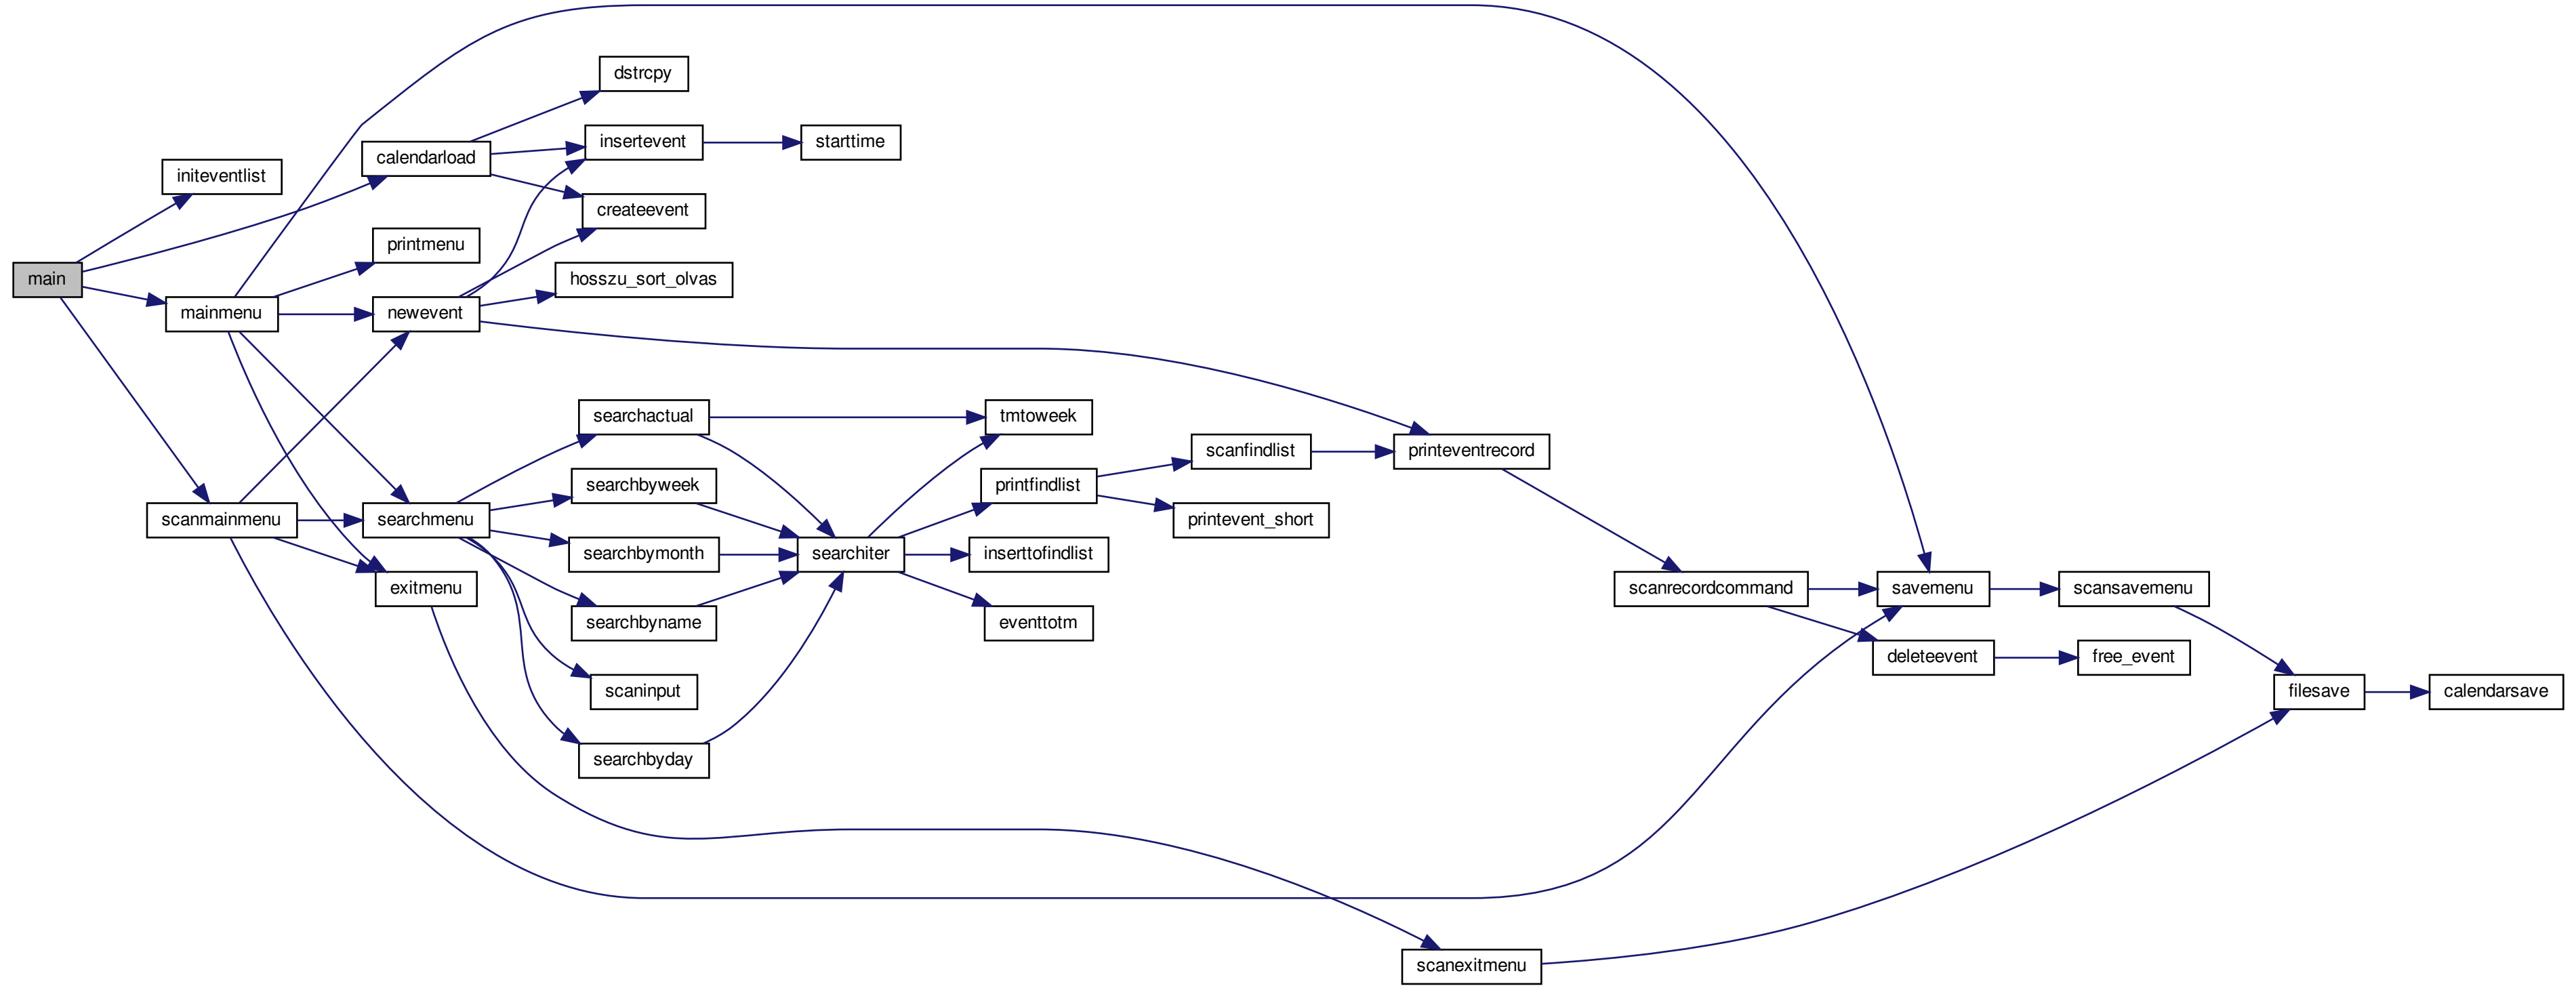 main
initeventlist
calendarload
mainmenu
scanmainmenu
printmenu
newevent
searchmenu
exitmenu
dstrcpy
insertevent
createevent
hosszu_sort_olvas
starttime
searchactual
searchbyweek
searchbymonth
searchbyname
scaninput
searchbyday
searchiter
tmtoweek
printfindlist
inserttofindlist
eventtotm
scanfindlist
printevent_short
printeventrecord
scanexitmenu
scanrecordcommand
savemenu
deleteevent
scansavemenu
free_event
filesave
calendarsave